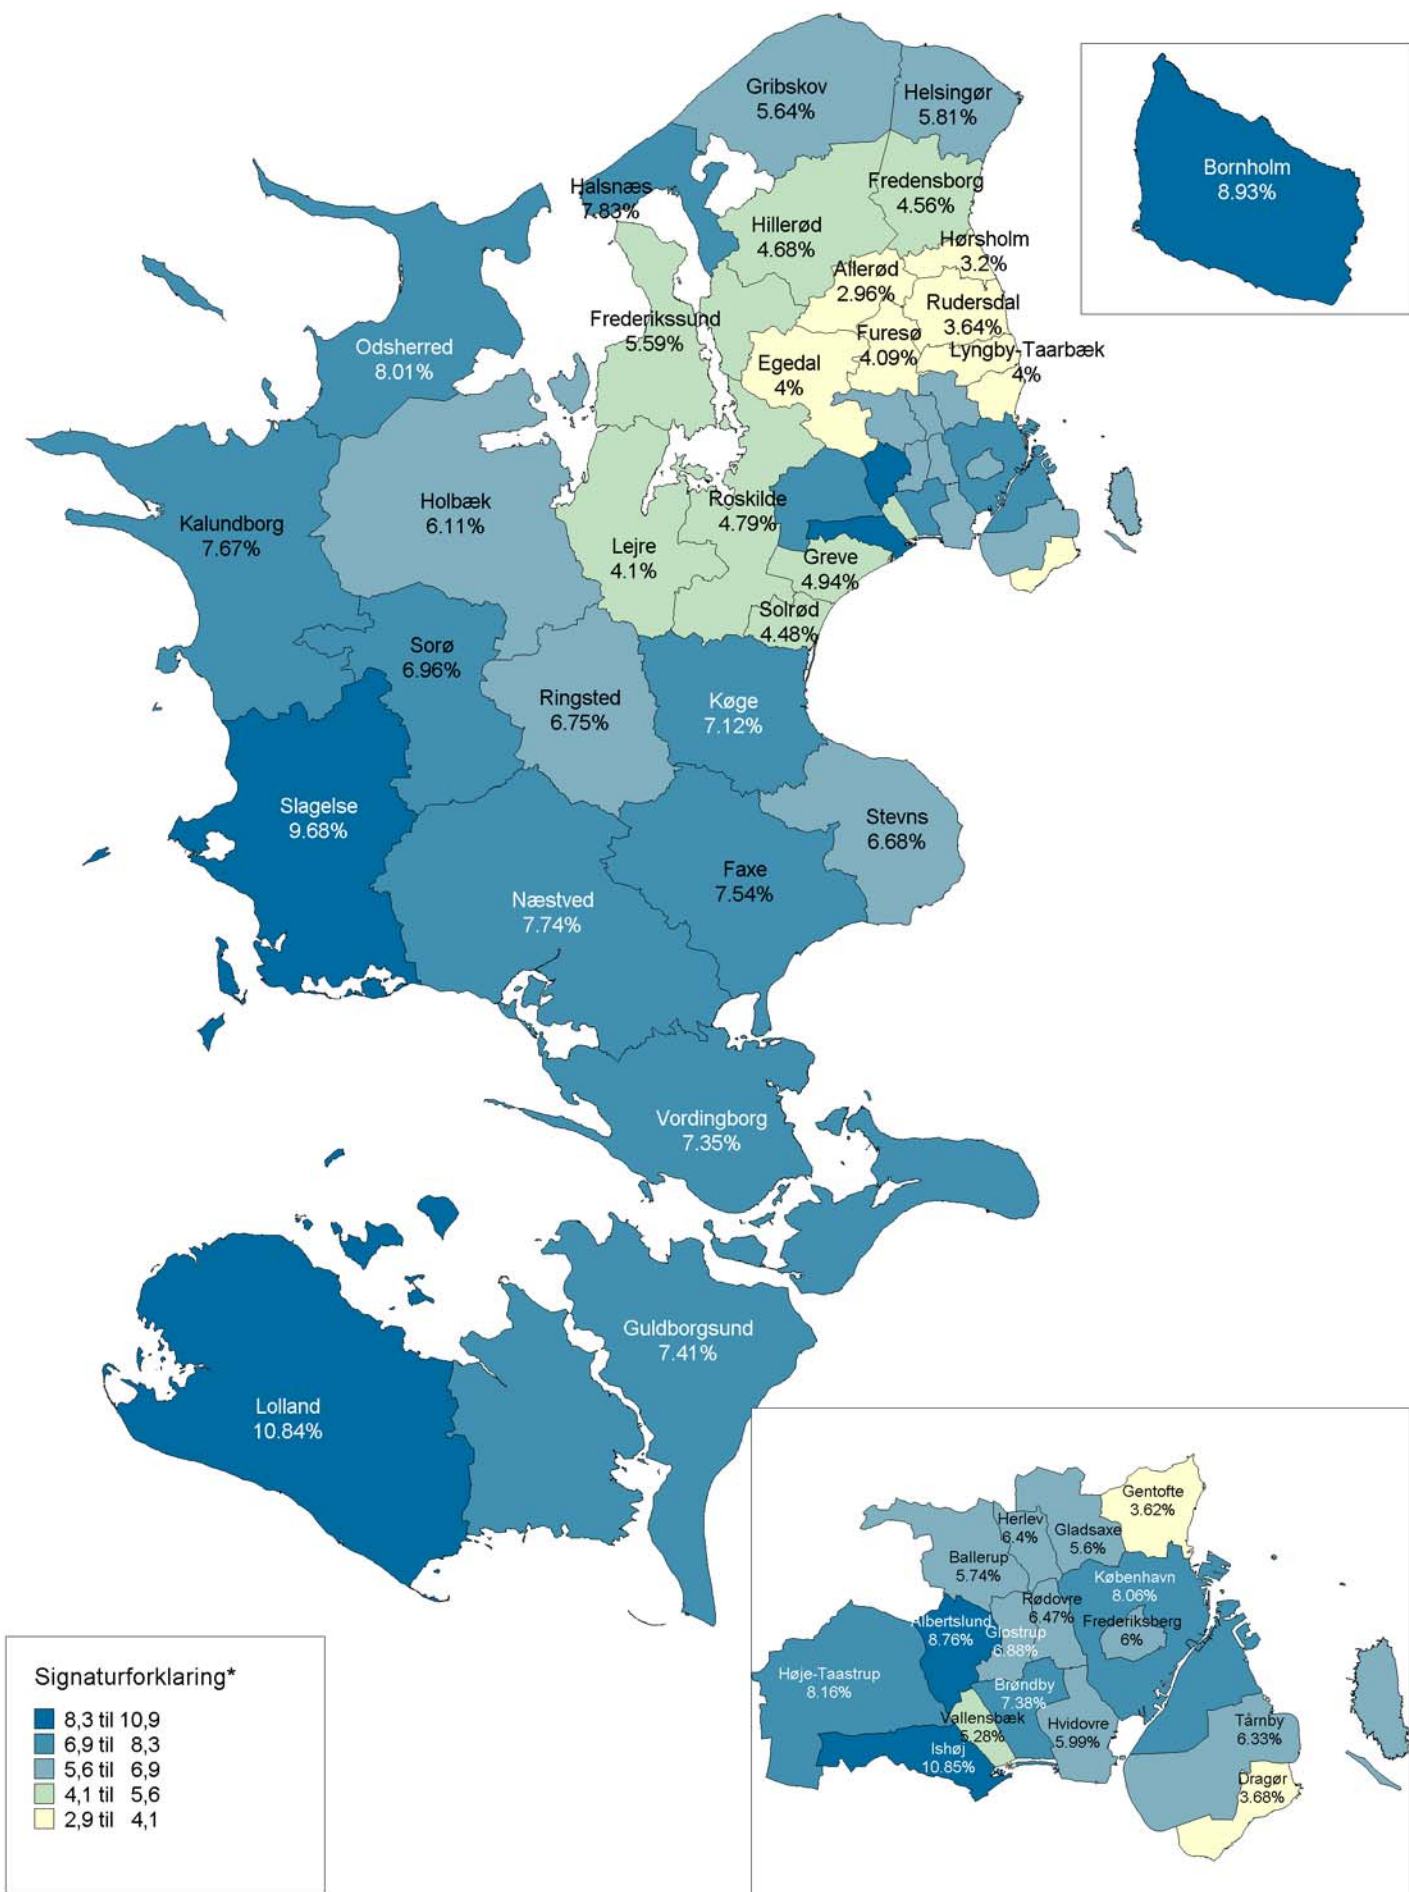 Gribskov
5.64%
Helsingør
5.81%
Bornholm
8.93%
Halsnæs
7.83%
Fredensborg
4.56%
Hillerød
4.68%
Hørsholm
3.2%
Allerød
2.96%
Rudersdal
3.64%
Frederikssund
5.59%
Furesø
4.09%
Lyngby-Taarbæk
4%
Egedal
4%
Odsherred
8.01%
Holbæk
6.11%
Kalundborg
7.67%
Roskilde
4.79%
Lejre
4.1%
Greve
4.94%
Solrød
4.48%
Sorø
6.96%
Ringsted
6.75%
Køge
7.12%
Slagelse
9.68%
Stevns
6.68%
Faxe
7.54%
Næstved
7.74%
Vordingborg
7.35%
Guldborgsund
7.41%
Lolland
10.84%
Gentofte
3.62%
Herlev
6.4%
Gladsaxe
5.6%
Ballerup
5.74%
København
8.06%
Rødovre
6.47%
Frederiksberg
6%
Albertslund
8.76%
Glostrup
6.88%
Høje-Taastrup
8.16%
Brøndby
7.38%
Vallensbæk
5.28%
Hvidovre
5.99%
Tårnby
6.33%
Ishøj
10.85%
Dragør
3.68%
Signaturforklaring*
8,3 til 10,9
6,9 til 8,3
5,6 til 6,9
4,1 til 5,6
2,9 til 4,1